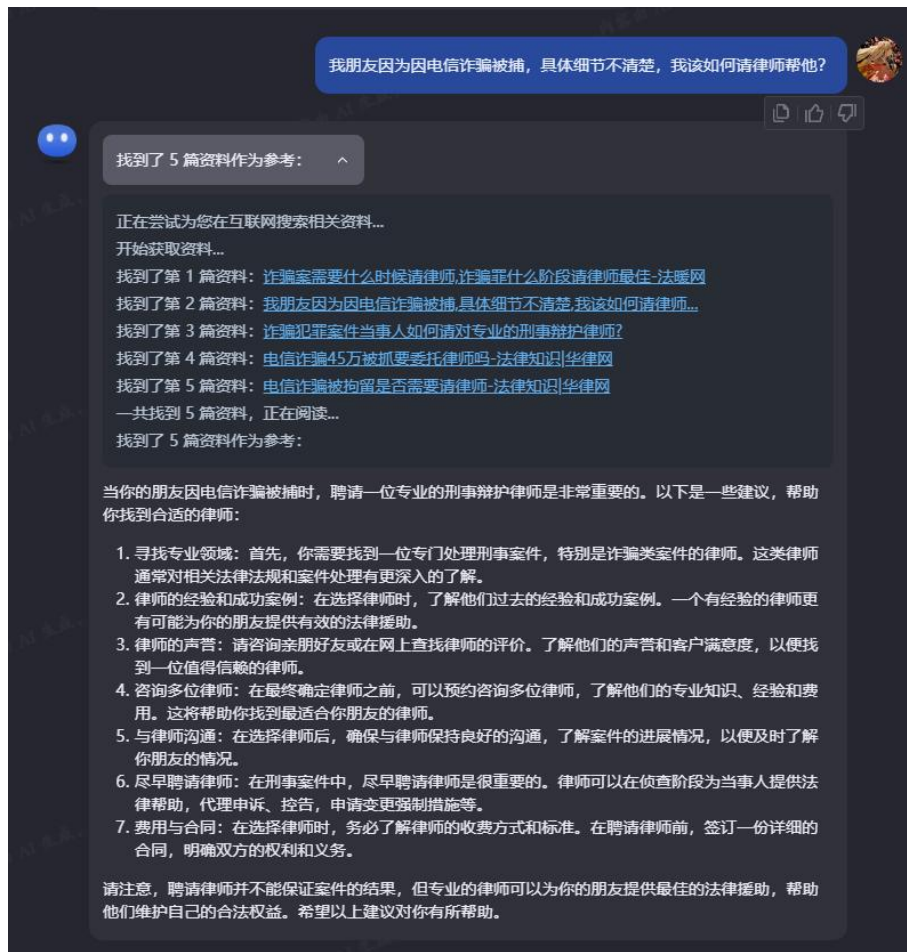 我朋友因为因电信诈骗被捕，具体细节不清楚，我该如何请律师帮他？
找到了 5 篇资料作为参考：
正在尝试为您在互联网搜索相关资料...
开始获取资料...
找到了第 1 篇资料：诈骗案需要什么时候请律师,诈骗罪什么阶段请律师最佳-法暖网
找到了第 2 篇资料：我朋友因为因电信诈骗被捕,具体细节不清楚,我该如何请律师...
找到了第 3 篇资料：诈骗犯罪案件当事人如何请对专业的刑事辩护律师?
找到了第 4 篇资料：电信诈骗45万被抓要委托律师吗-法律知识|华律网
找到了第 5 篇资料：电信诈骗被拘留是否需要请律师-法律知识|华律网
一共找到 5 篇资料，正在阅读...
找到了 5 篇资料作为参考：
当你的朋友因电信诈骗被捕时，聘请一位专业的刑事辩护律师是非常重要的。以下是一些建议，帮助
你找到合适的律师：
1. 寻找专业领域：首先，你需要找到一位专门处理刑事案件，特别是诈骗类案件的律师。这类律师
通常对相关法律法规和案件处理有更深入的了解。
2. 律师的经验和成功案例：在选择律师时，了解他们过去的经验和成功案例。一个有经验的律师更
有可能为你的朋友提供有效的法律援助。
3. 律师的声誉：请咨询亲朋好友或在网上查找律师的评价。了解他们的声誉和客户满意度，以便找
到一位值得信赖的律师。
4. 咨询多位律师：在最终确定律师之前，可以预约咨询多位律师，了解他们的专业知识、经验和费
用。这将帮助你找到最适合你朋友的律师。
5. 与律师沟通：在选择律师后，确保与律师保持良好的沟通，了解案件的进展情况，以便及时了解
你朋友的情况。
6. 尽早聘请律师：在刑事案件中，尽早聘请律师是很重要的。律师可以在侦查阶段为当事人提供法
律帮助，代理申诉、控告，申请变更强制措施等。
7. 费用与合同：在选择律师时，务必了解律师的收费方式和标准。在聘请律师前，签订一份详细的
合同，明确双方的权利和义务。
请注意，聘请律师并不能保证案件的结果，但专业的律师可以为你的朋友提供最佳的法律援助，帮助
他们维护自己的合法权益。希望以上建议对你有所帮助。